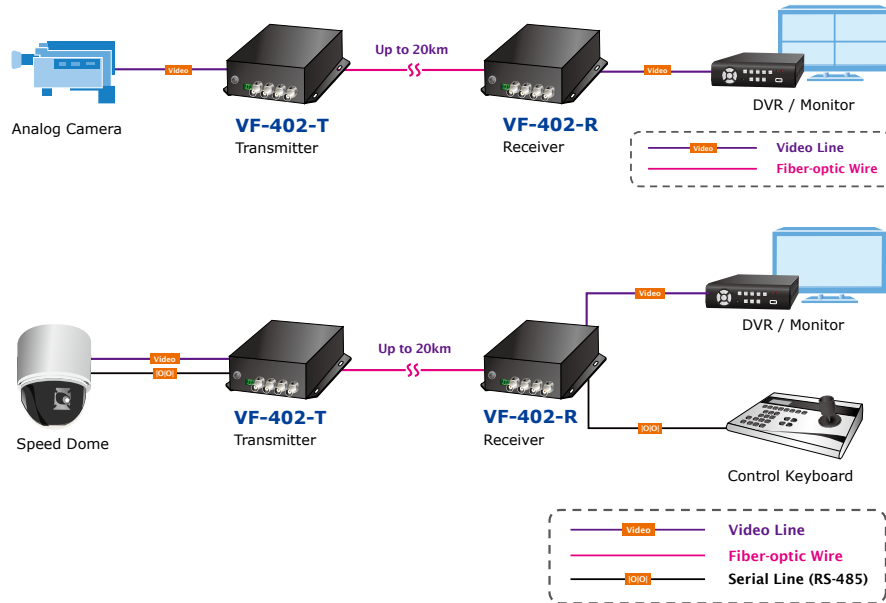 Up to 20km
Video
Video
Analog Camera
VF-402-T
Transmitter
VF-402-R
Receiver
DVR / Monitor
Video
Video Line
Fiber-optic Wire
Video
DVR / Monitor
Up to 20km
Video
|O|O|
Speed Dome
VF-402-T
Transmitter
VF-402-R
Receiver
|O|O|
Control Keyboard
Video
Video Line
Fiber-optic Wire
|O|O|
Serial Line (RS-485)